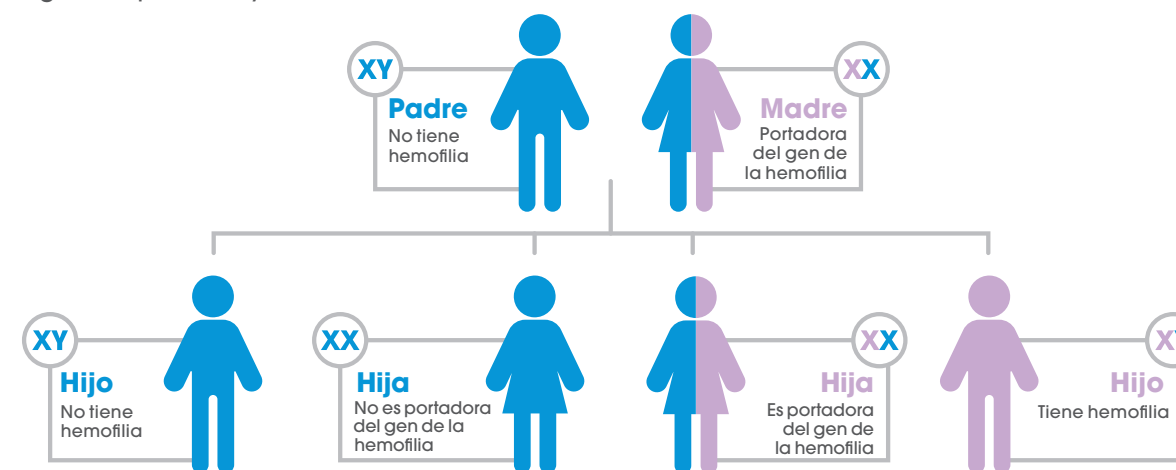 XY
Padre
No tiene
hemofilia
XX
Madre
Portadora
del gen de
la hemofilia
XY
Hijo
No tiene
hemofilia
XX
Hija
No es portadora
del gen de la
hemofilia
XX
Hija
Es portadora
del gen de
la hemofilia
Hijo
Tiene hemofilia